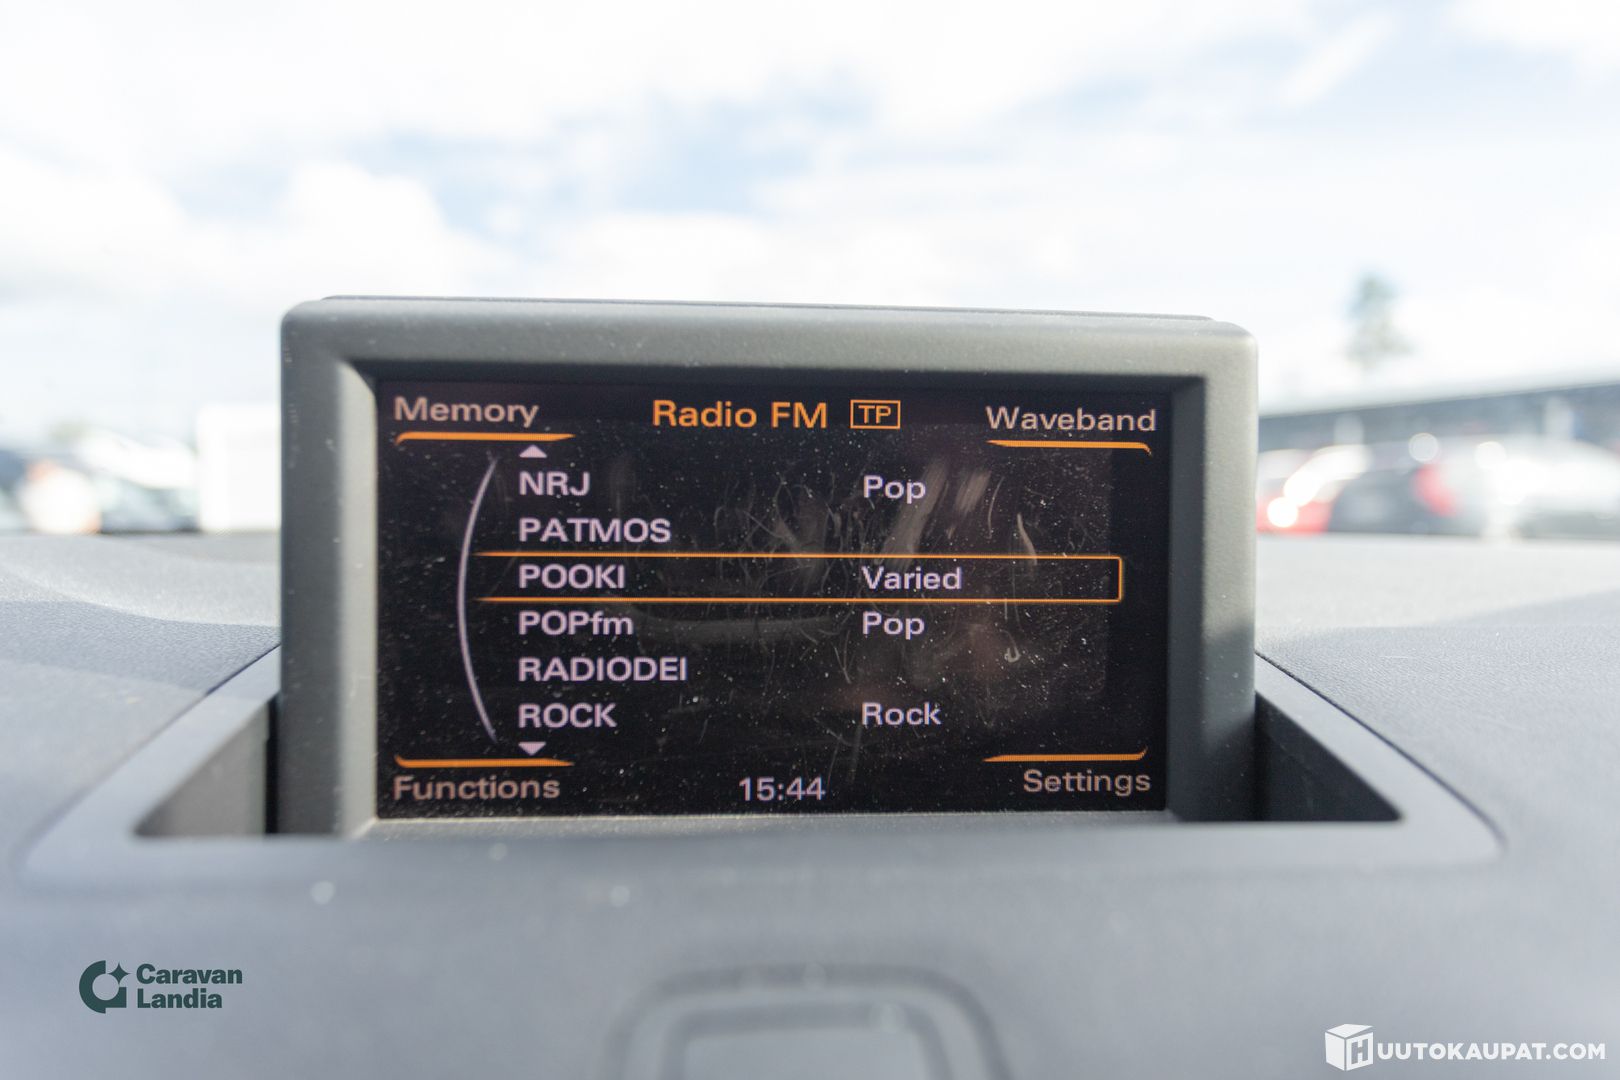 Memory Radio FM TP Waveband
NRJ Pop
PATMOS
POOKI Varied
POPfm Pop
RADIODEI
ROCK Rock
Functions 15:44 Settings
Caravan
Landia
HUUTOKAUPAT.COM